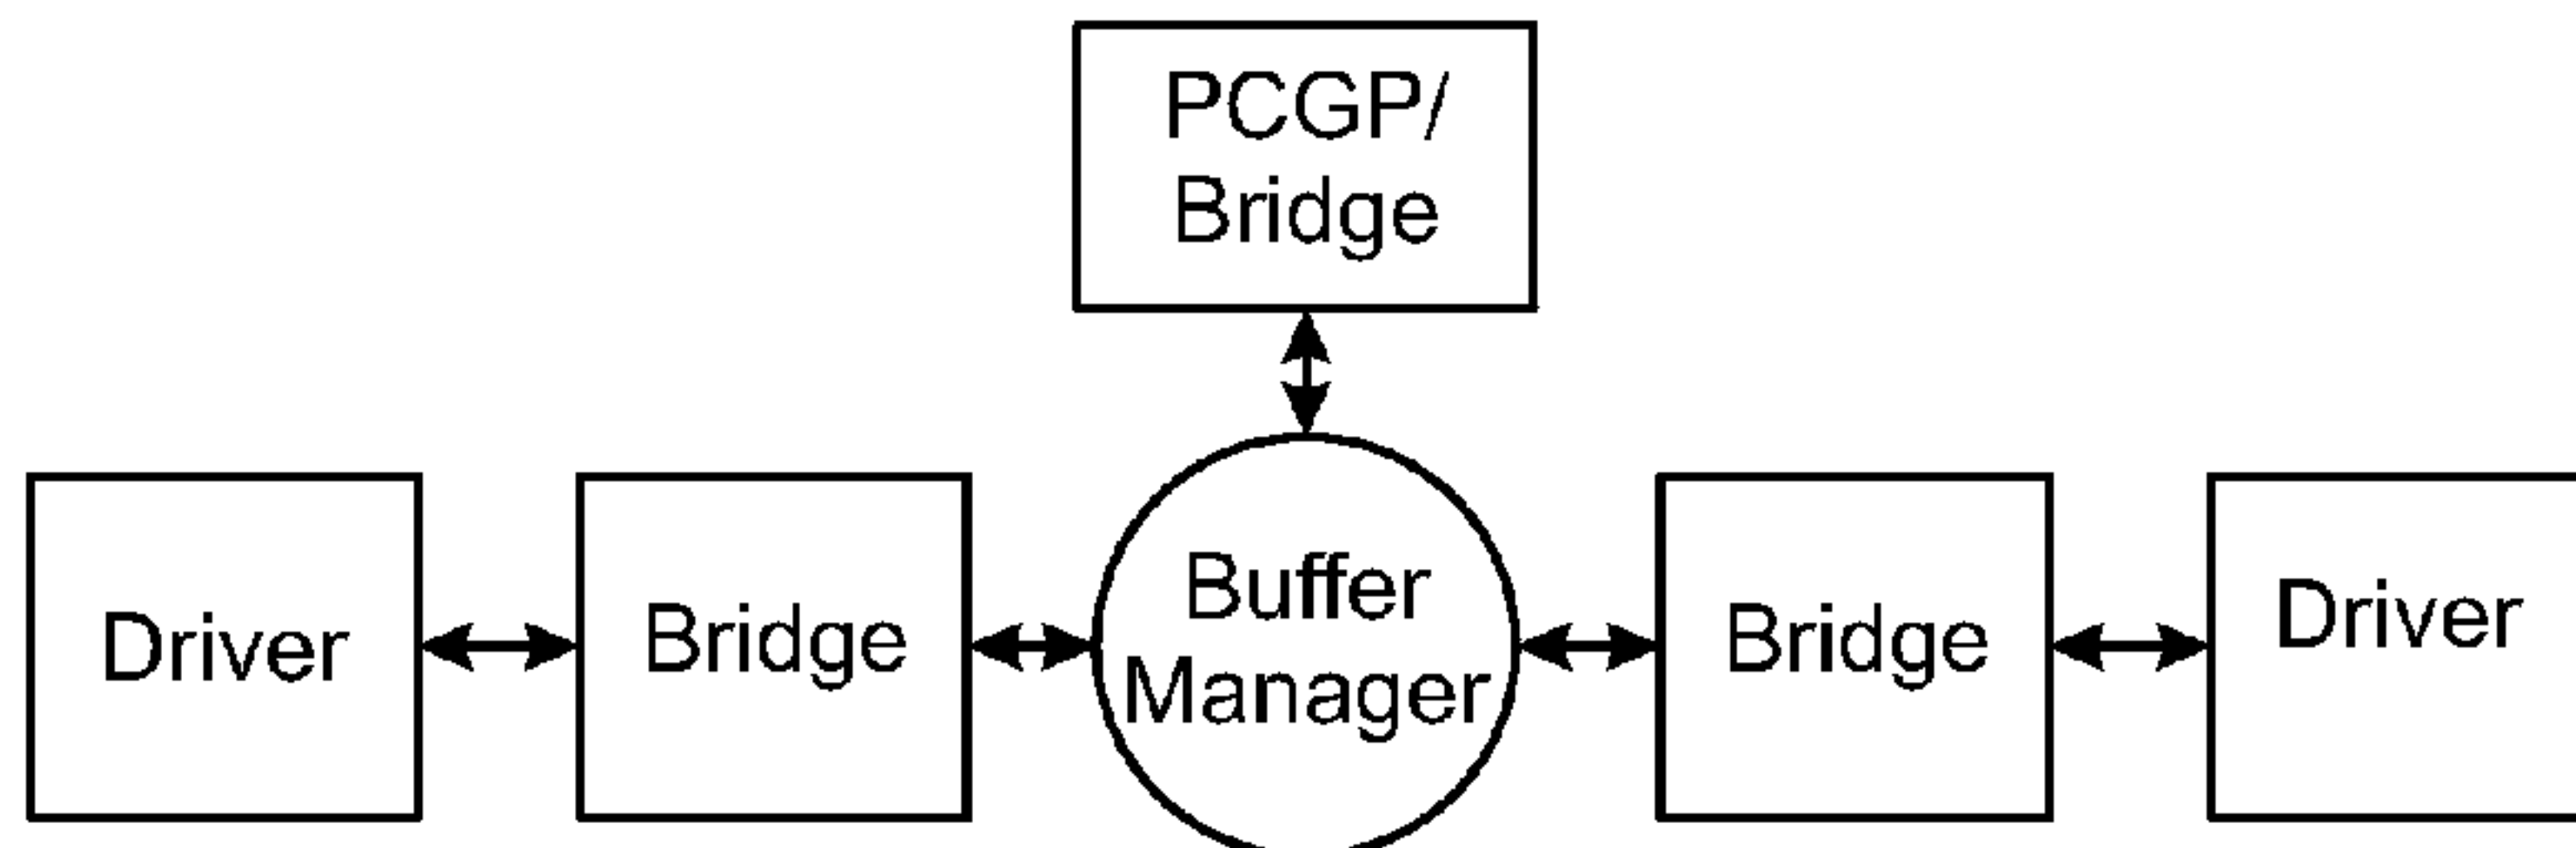 PCGP/
Bridge
Driver
Bridge
Buffer
Manager
Bridge
Driver